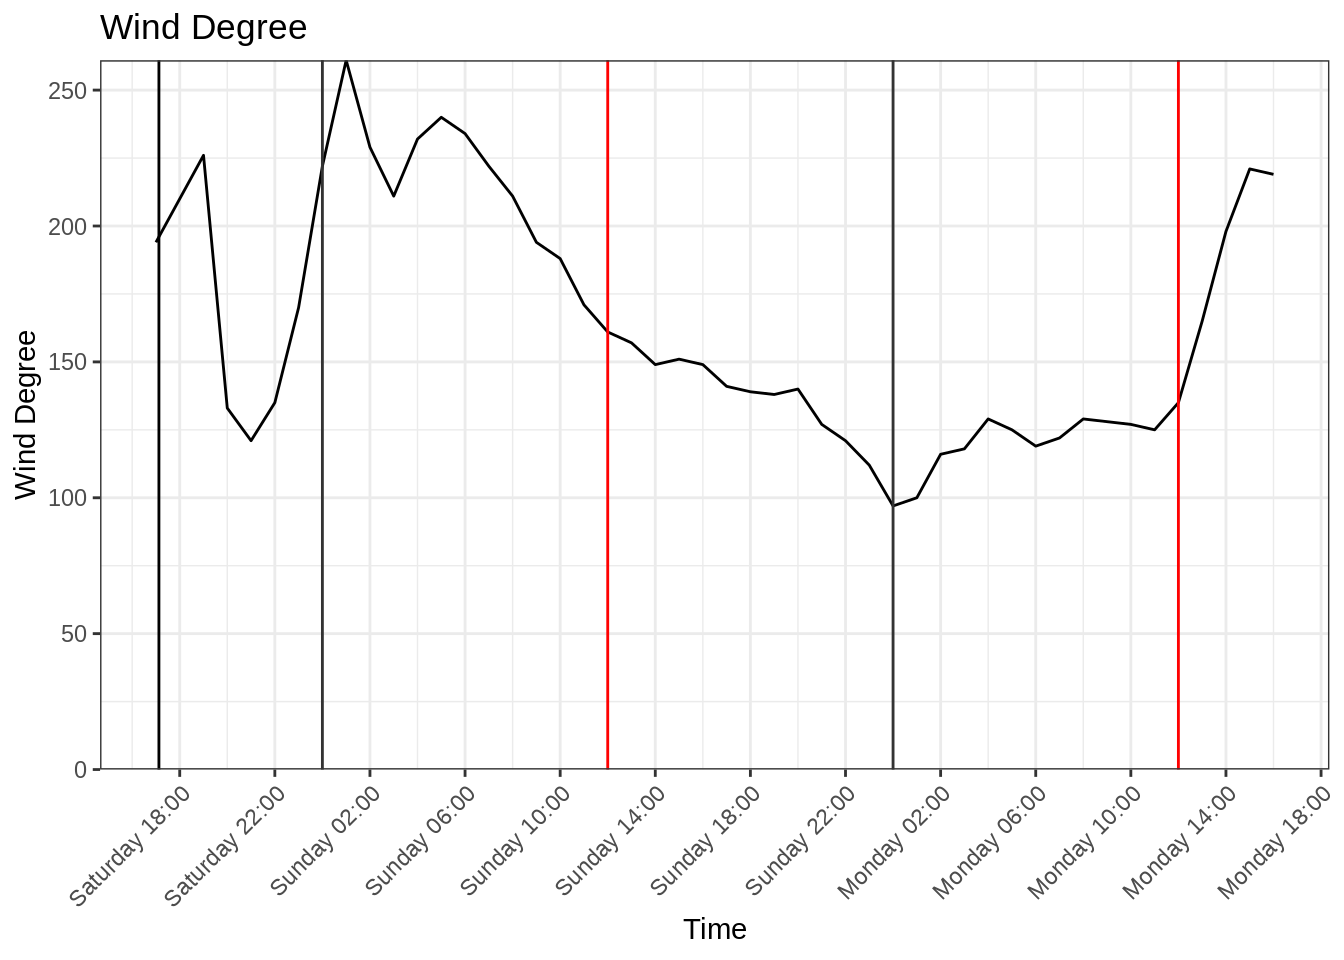 Wind Degree
Wind Degree
250
200
150
100
50
0
Saturday 18:00
Saturday 22:00
Sunday 02:00
Sunday 06:00
Sunday 10:00
Sunday 14:00
Sunday 18:00
Sunday 22:00
Monday 02:00
Monday 06:00
Monday 10:00
Monday 14:00
Monday 18:00
Time